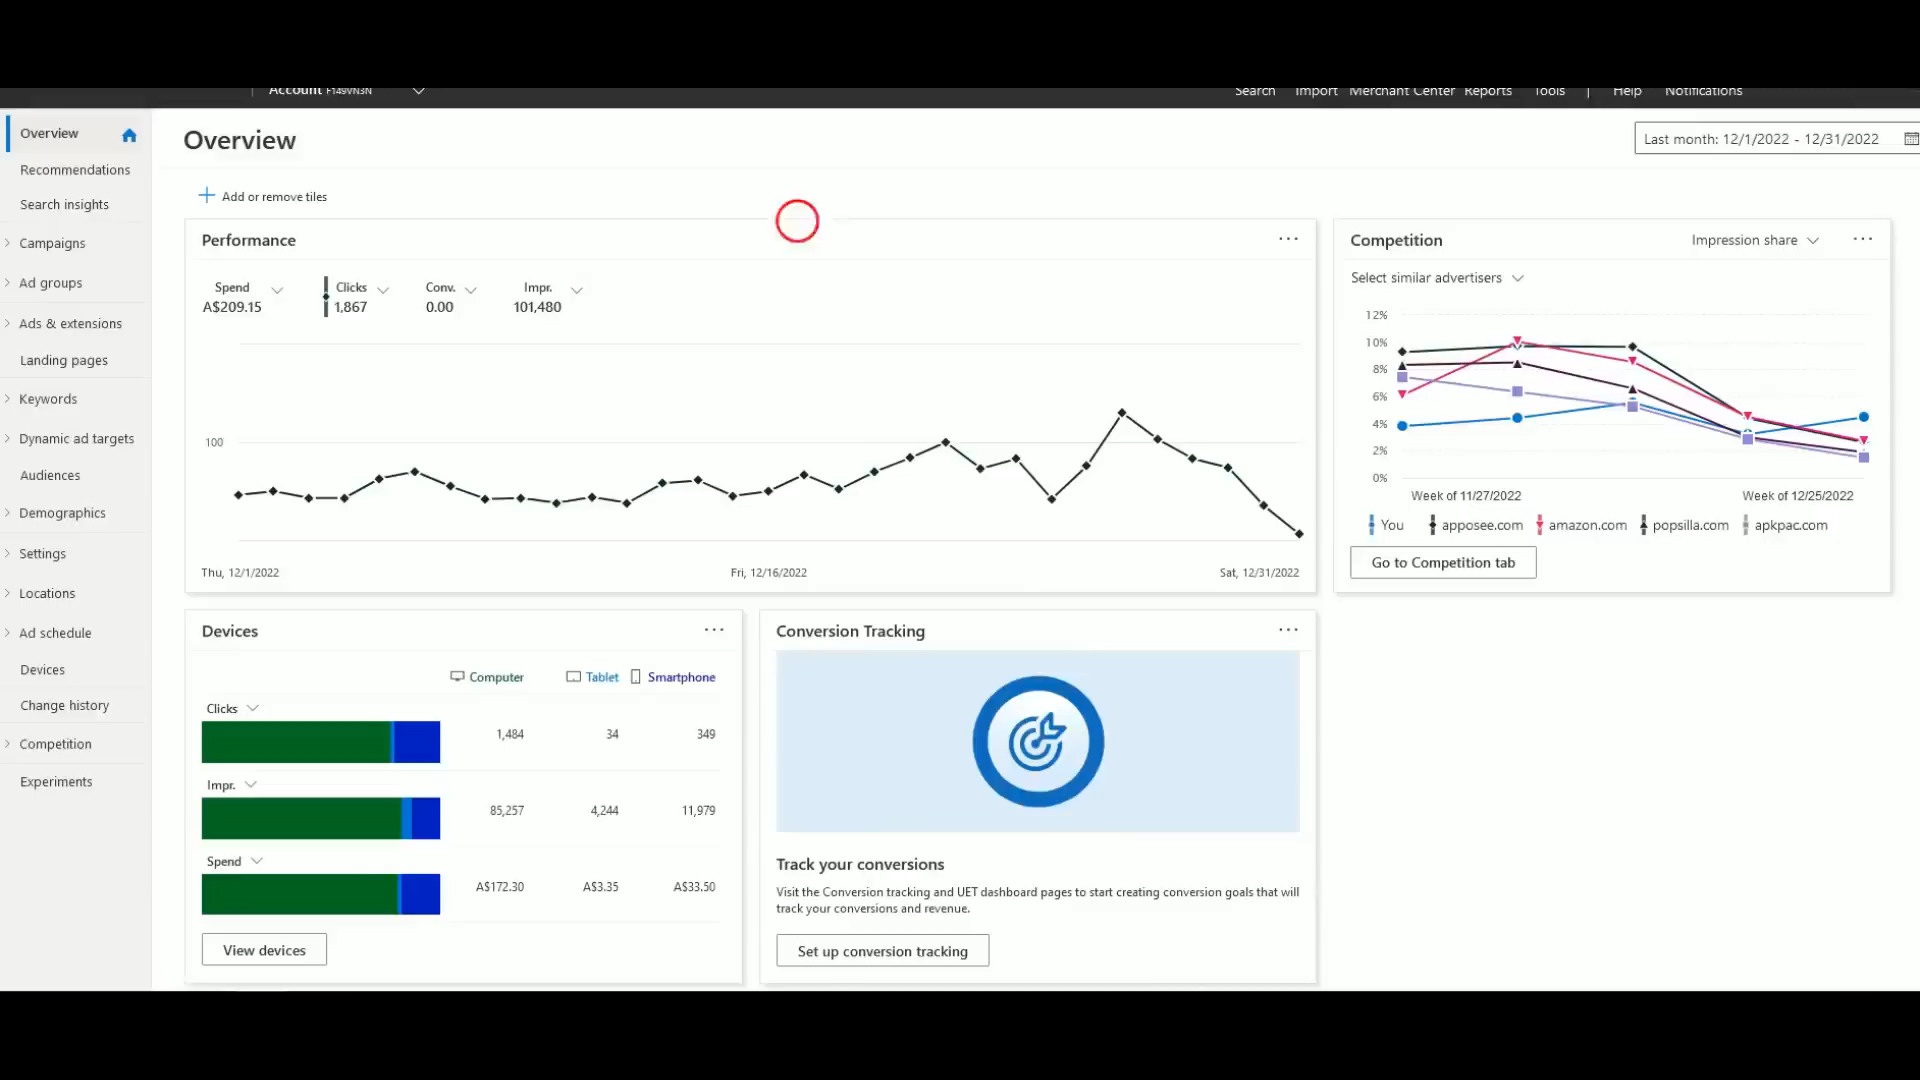 Account F149VN3N
Search Import Merchant Center Reports Tools | Help Notifications
Overview
Recommendations
Search insights
Campaigns
Ad groups
Ads & extensions
Landing pages
Keywords
Dynamic ad targets
Audiences
Demographics
Settings
Locations
Ad schedule
Devices
Change history
Competition
Experiments
Overview
Last month: 12/1/2022 - 12/31/2022
Add or remove tiles
Performance
Spend Clicks Conv. Impr.
A$209.15 1,867 0.00 101,480
100
Thu, 12/1/2022 Fri, 12/16/2022 Sat, 12/31/2022
Competition Impression share
Select similar advertisers
12%
10%
8%
6%
4%
2%
0%
Week of 11/27/2022 Week of 12/25/2022
You apposee.com amazon.com popsilla.com apkpac.com
Go to Competition tab
Devices
Computer Tablet Smartphone
Clicks
1,484 34 349
Impr.
85,257 4,244 11,979
Spend
A$172.30 A$3.35 A$33.50
View devices
Conversion Tracking
Track your conversions
Visit the Conversion tracking and UET dashboard pages to start creating conversion goals that will
track your conversions and revenue.
Set up conversion tracking